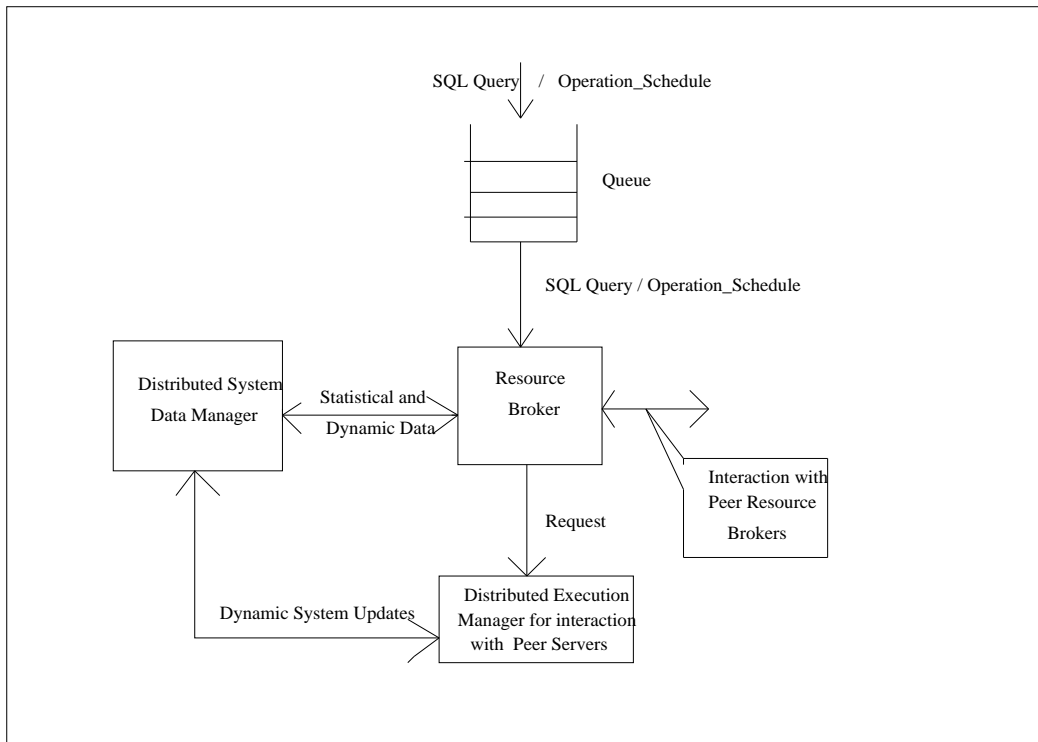 SQL Query / Operation_Schedule
Queue
SQL Query / Operation_Schedule
Distributed System
Data Manager
Statistical and
Dynamic Data
Resource
Broker
Interaction with
Peer Resource
Brokers
Request
Dynamic System Updates
Distributed Execution
Manager for interaction
with Peer Servers